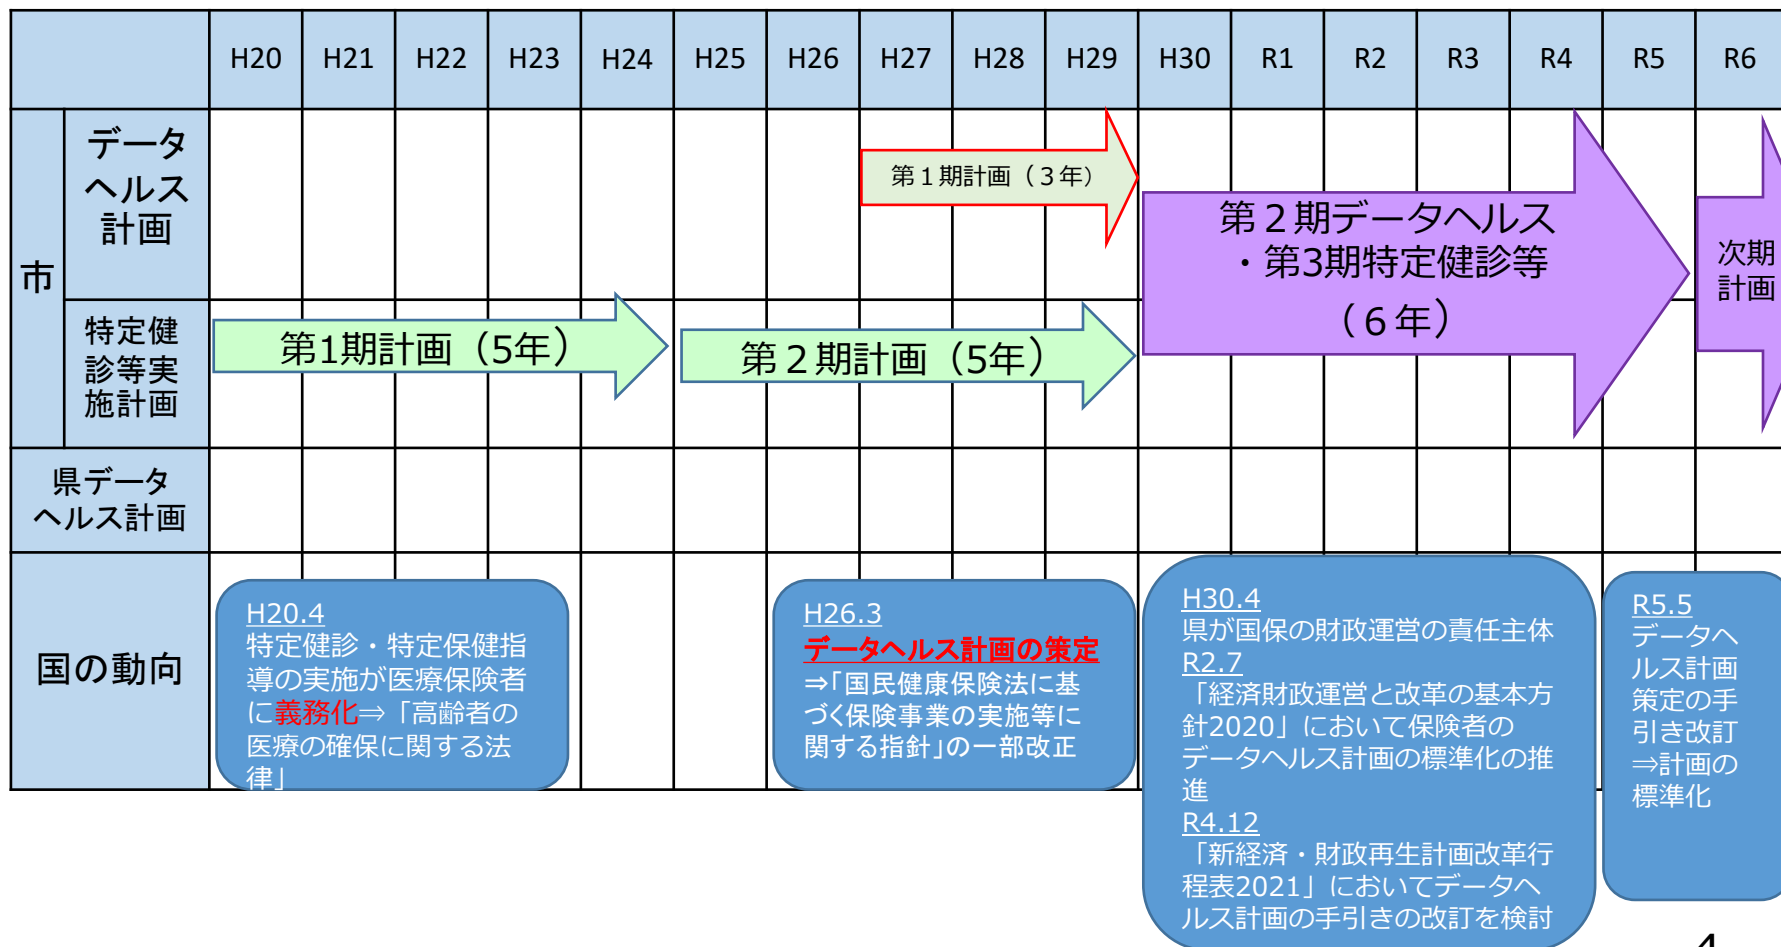 H20 H21 H22 H23 H24 H25 H26 H27 H28 H29 H30 R1 R2 R3 R4 R5 R6
市
データ
ヘルス
計画
第１期計画（３年）
第２期データヘルス
・第3期特定健診等
（６年）
次期
計画
特定健
診等実
施計画
第1期計画（5年）
第２期計画（5年）
県データ
ヘルス計画
国の動向
H20.4
特定健診・特定保健指
導の実施が医療保険者
に義務化⇒「高齢者の
医療の確保に関する法
律」
H26.3
データヘルス計画の策定
⇒「国民健康保険法に基
づく保険事業の実施等に
関する指針」の一部改正
H30.4
県が国保の財政運営の責任主体
R2.7
「経済財政運営と改革の基本方
針2020」において保険者の
データヘルス計画の標準化の推
進
R4.12
「新経済・財政再生計画改革行
程表2021」においてデータヘ
ルス計画の手引きの改訂を検討
R5.5
データヘ
ルス計画
策定の手
引き改訂
⇒計画の
標準化
4